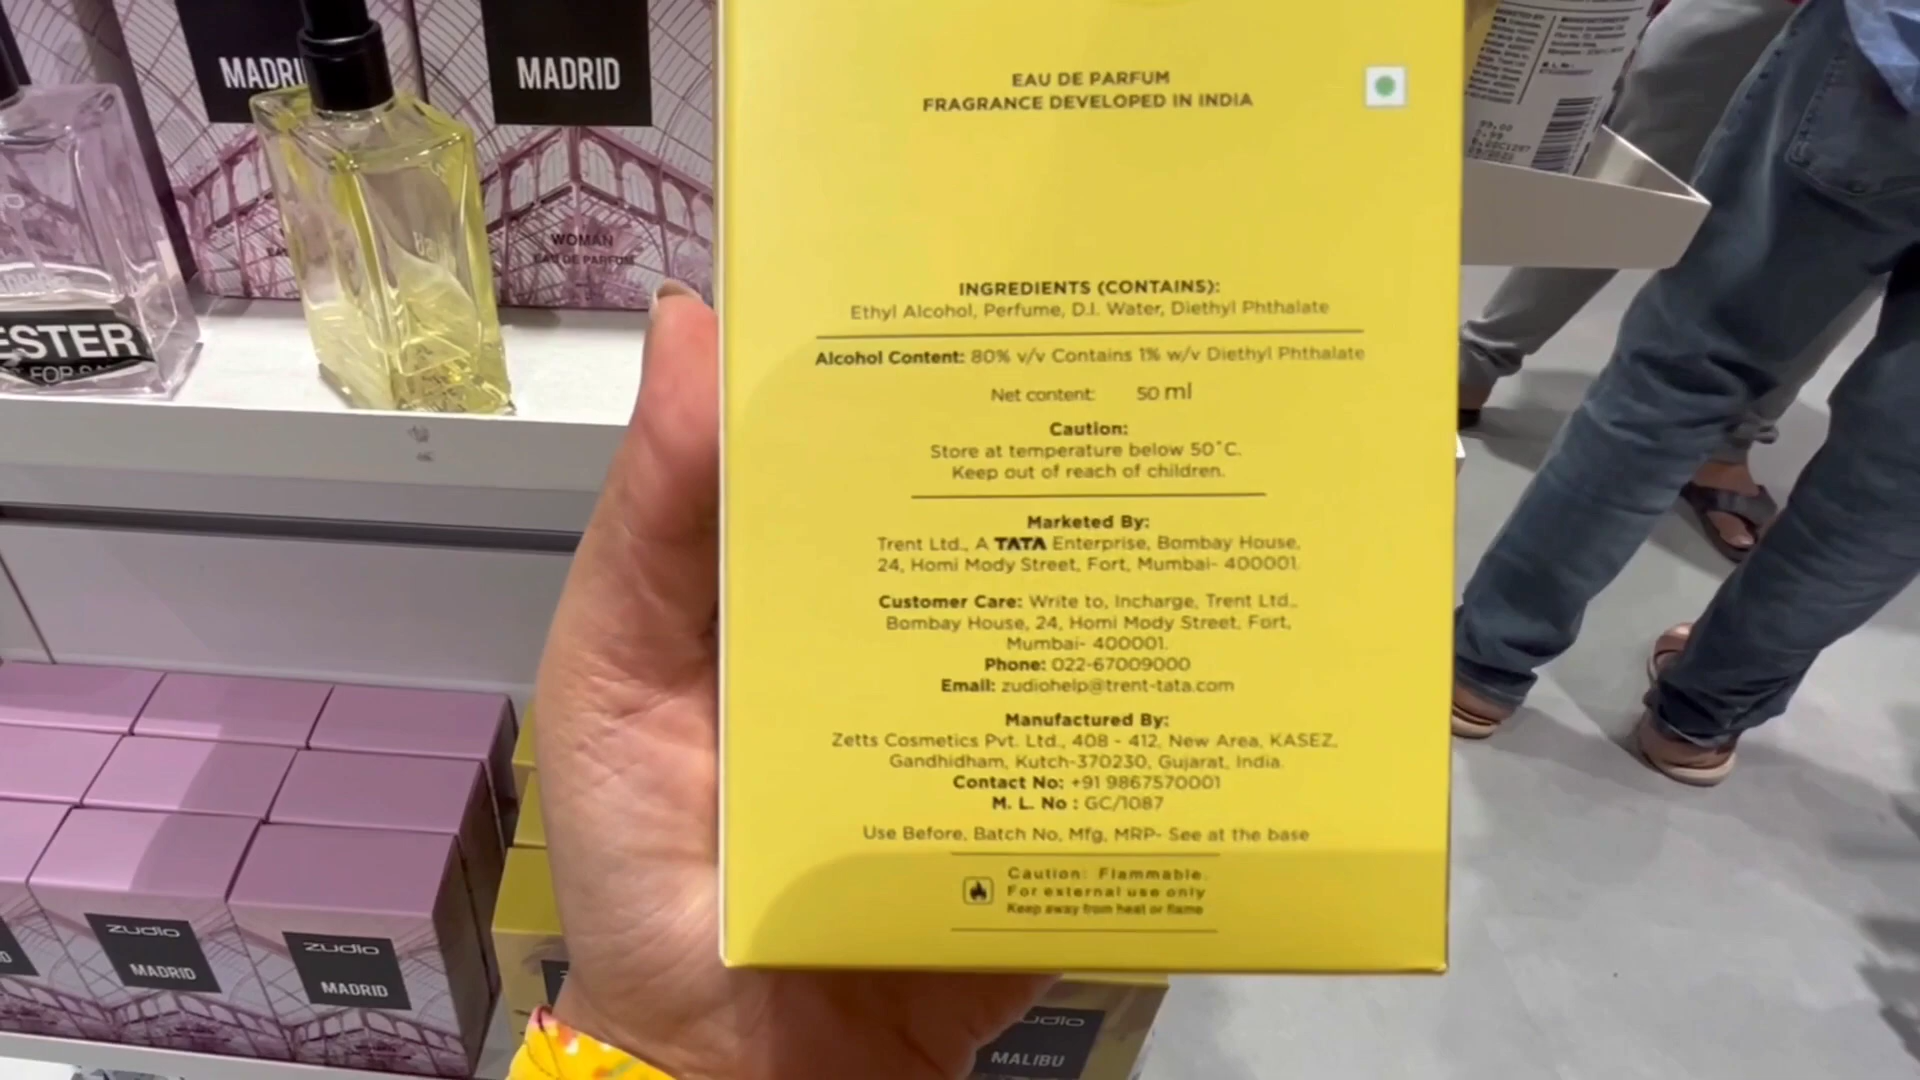 MADRID
MADRID
WOMAN
EAU DE PARFUM
ESTER
EAU DE PARFUM
FRAGRANCE DEVELOPED IN INDIA
INGREDIENTS (CONTAINS):
Ethyl Alcohol, Perfume, D.I. Water, Diethyl Phthalate
Alcohol Content: 80% v/v Contains 1% w/v Diethyl Phthalate
Net content: 50 ml
Caution:
Store at temperature below 50°C.
Keep out of reach of children.
Marketed By:
Trent Ltd., A TATA Enterprise, Bombay House,
24, Homi Mody Street, Fort, Mumbai- 400001.
Customer Care: Write to, Incharge, Trent Ltd.,
Bombay House, 24, Homi Mody Street, Fort,
Mumbai- 400001.
Phone: 022-67009000
Email: zudiohelp@trent-tata.com
Manufactured By:
Zetts Cosmetics Pvt. Ltd., 408 - 412, New Area, KASEZ,
Gandhidham, Kutch-370230, Gujarat, India.
Contact No: +91 9867570001
M. L. No : GC/1087
Use Before, Batch No, Mfg, MRP- See at the base
Caution: Flammable.
For external use only
Keep away from heat or flame
zudio
MADRID
zudio
MADRID
MALIBU